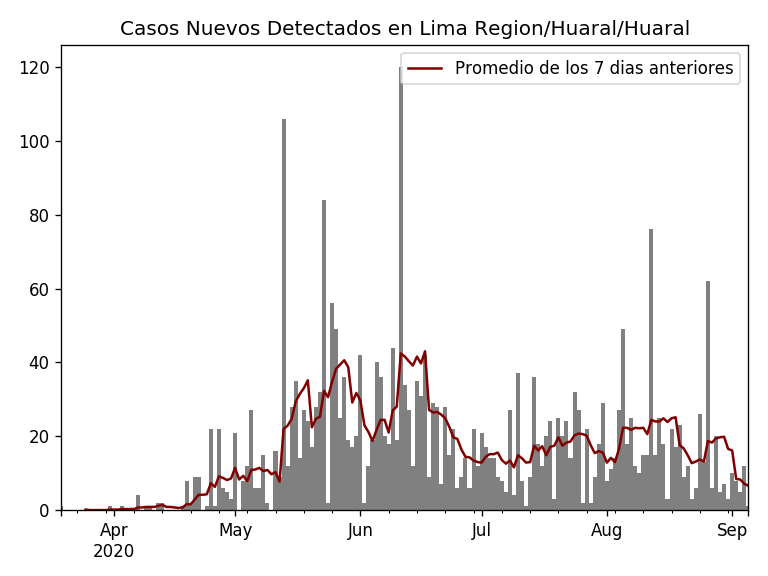 Casos Nuevos Detectados en Lima Region/Huaral/Huaral
Promedio de los 7 dias anteriores
120
100
80
60
40
20
0
Apr
2020
May
Jun
Jul
Aug
Sep